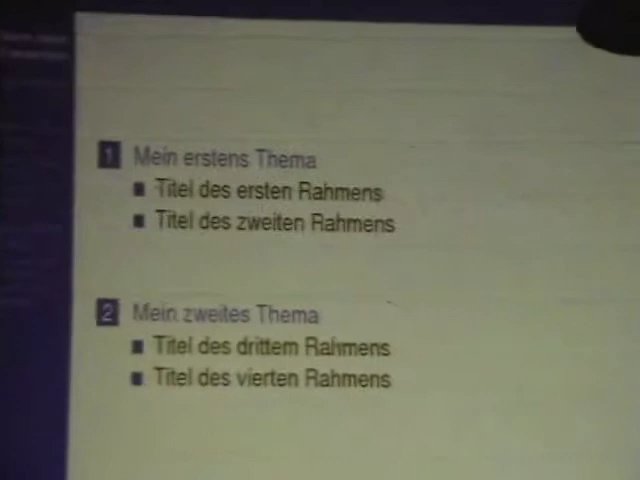 1 Mein erstens Thema
Titel des ersten Rahmens
Titel des zweiten Rahmens
2 Mein zweites Thema
Titel des drittem Rahmens
Titel des vierten Rahmens